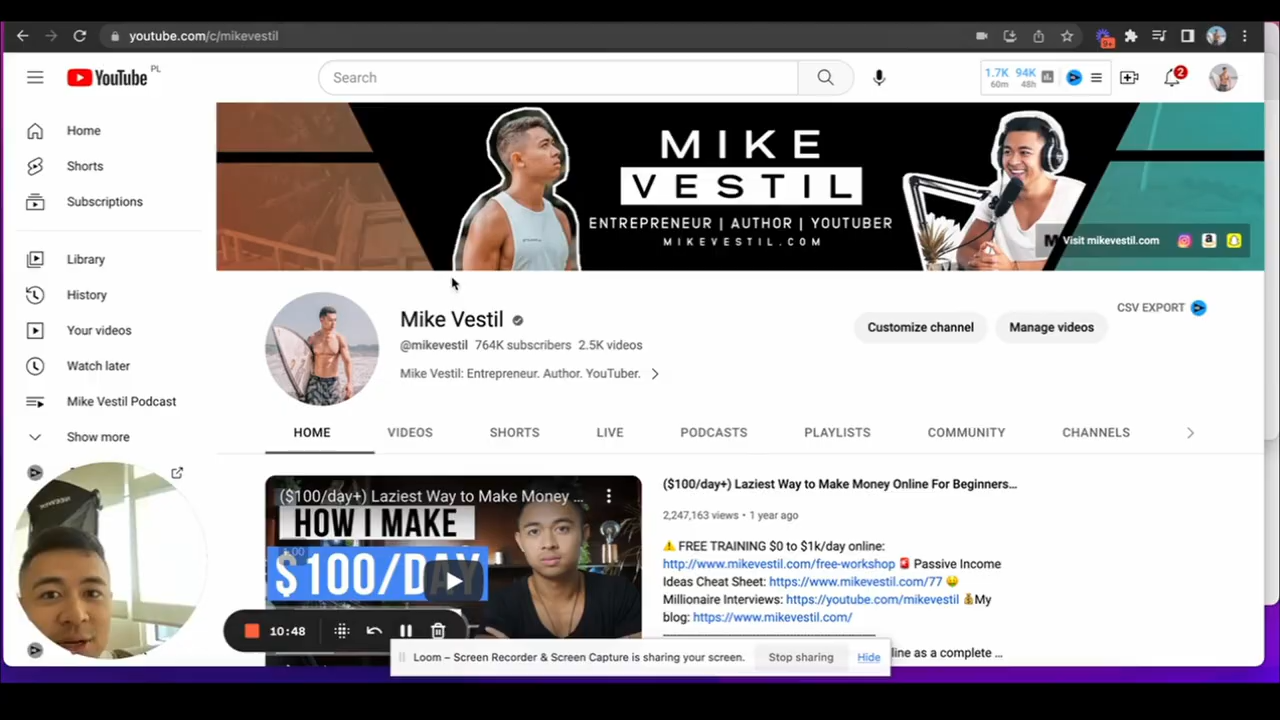 youtube.com/c/mikevestil
9+
YouTube PL
Search
1.7K 94K
60m 48h
2
Home
Shorts
Subscriptions
Library
History
Your videos
Watch later
Mike Vestil Podcast
Show more
MIKE
VESTIL
ENTREPRENEUR | AUTHOR | YOUTUBER
MIKEVESTIL.COM
Visit mikevestil.com
Mike Vestil
@mikevestil 764K subscribers 2.5K videos
Mike Vestil: Entrepreneur. Author. YouTuber.
Customize channel
Manage videos
CSV EXPORT
HOME
VIDEOS
SHORTS
LIVE
PODCASTS
PLAYLISTS
COMMUNITY
CHANNELS
($100/day+) Laziest Way to Make Money ...
HOW I MAKE
$100/DAY
($100/day+) Laziest Way to Make Money Online For Beginners...
2,247,163 views • 1 year ago
⚠️ FREE TRAINING $0 to $1k/day online:
http://www.mikevestil.com/free-workshop 🚨 Passive Income
Ideas Cheat Sheet: https://www.mikevestil.com/77 🤑
Millionaire Interviews: https://youtube.com/mikevestil 💰My
blog: https://www.mikevestil.com/
line as a complete ...
10:48
Loom – Screen Recorder & Screen Capture is sharing your screen.
Stop sharing
Hide